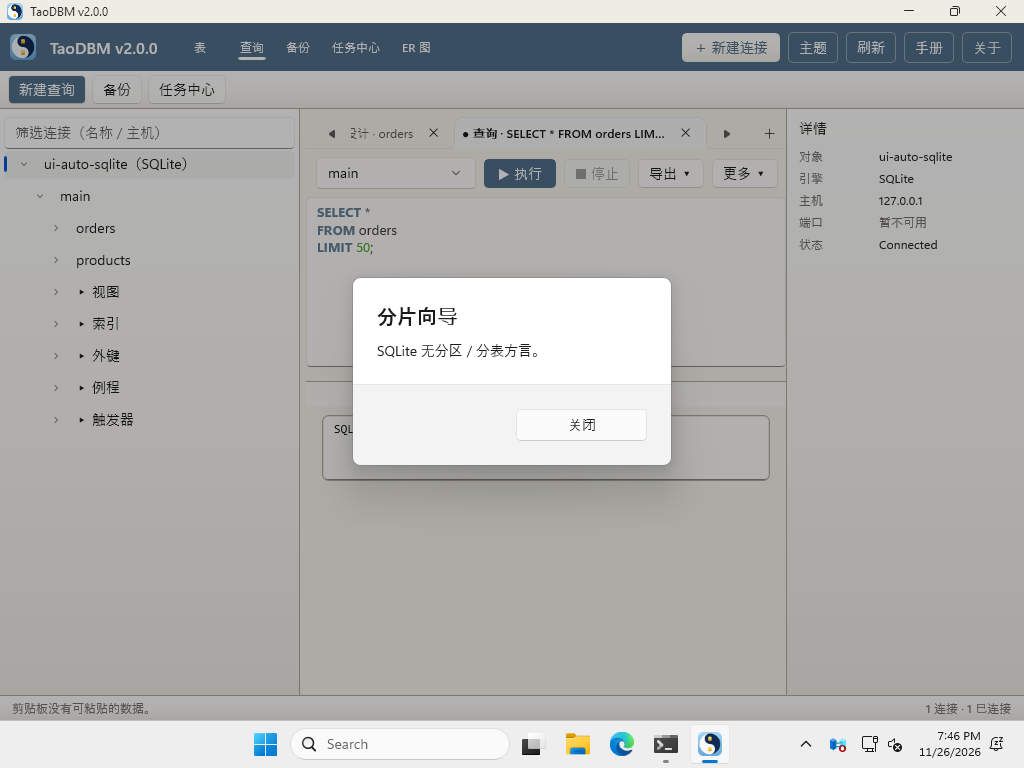 TaoDBM v2.0.0
TaoDBM v2.0.0
表
查询
备份
任务中心
ER 图
+ 新建连接
主题
刷新
手册
关于
新建查询
备份
任务中心
筛选连接（名称 / 主机）
ui-auto-sqlite（SQLite）
main
orders
products
视图
索引
外键
例程
触发器
计 · orders
● 查询 · SELECT * FROM orders LIM...
main
执行
停止
导出
更多
SELECT *
FROM orders
LIMIT 50;
分片向导
SQLite 无分区 / 分表方言。
关闭
SQL
详情
对象 ui-auto-sqlite
引擎 SQLite
主机 127.0.0.1
端口 暂不可用
状态 Connected
剪贴板没有可粘贴的数据。
1 连接 · 1 已连接
Search
7:46 PM
11/26/2026